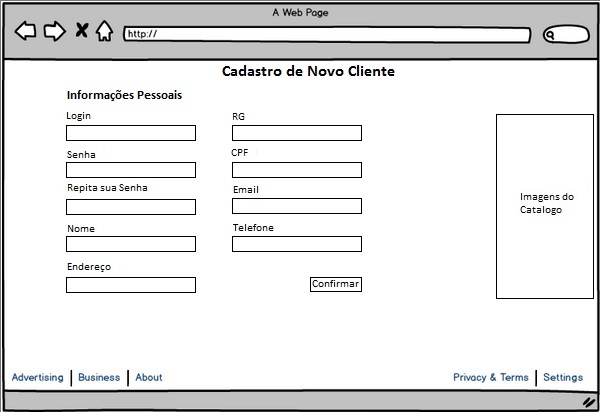 A Web Page
http://
Cadastro de Novo Cliente
Informações Pessoais
Login
RG
Senha
CPF
Repita sua Senha
Email
Nome
Telefone
Endereço
Confirmar
Imagens do
Catalogo
Advertising
Business
About
Privacy & Terms
Settings